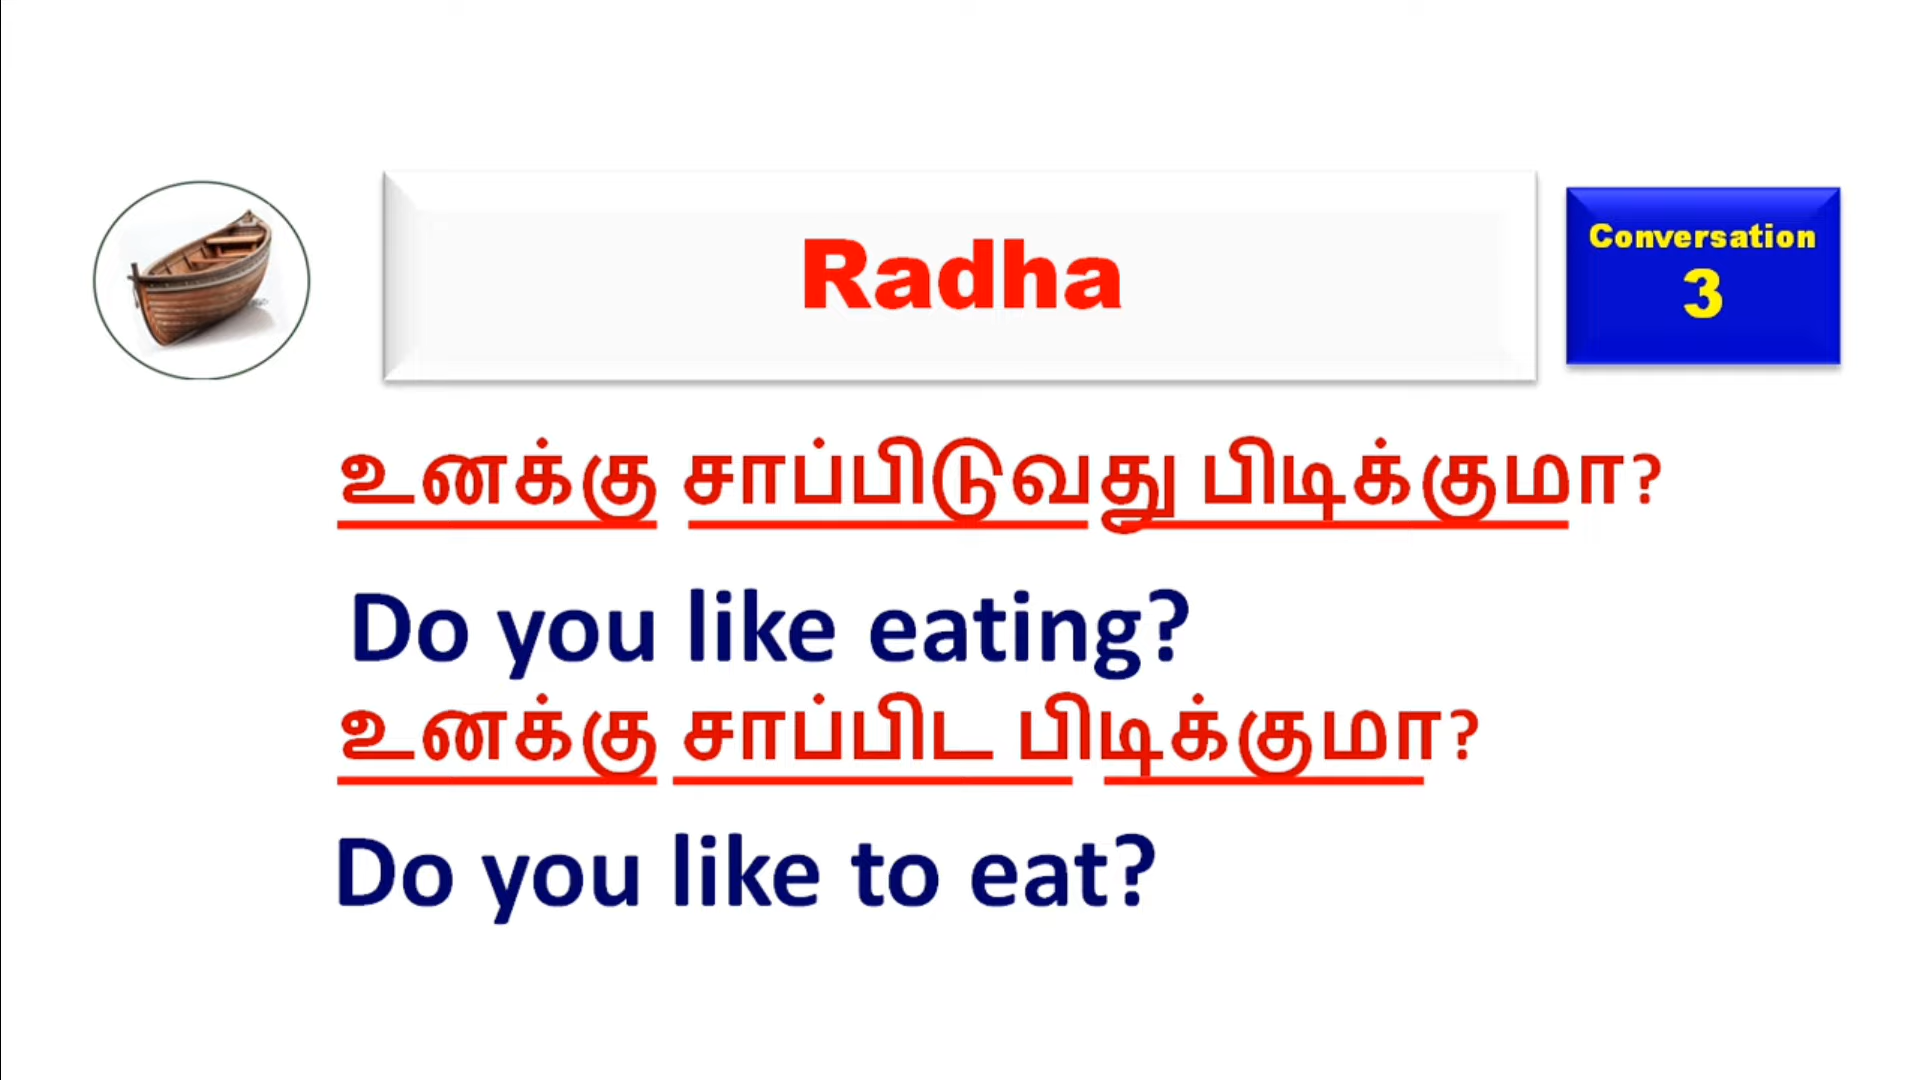 Radha
Conversation
3
உனக்கு சாப்பிடுவது பிடிக்குமா?
Do you like eating?
உனக்கு சாப்பிட பிடிக்குமா?
Do you like to eat?